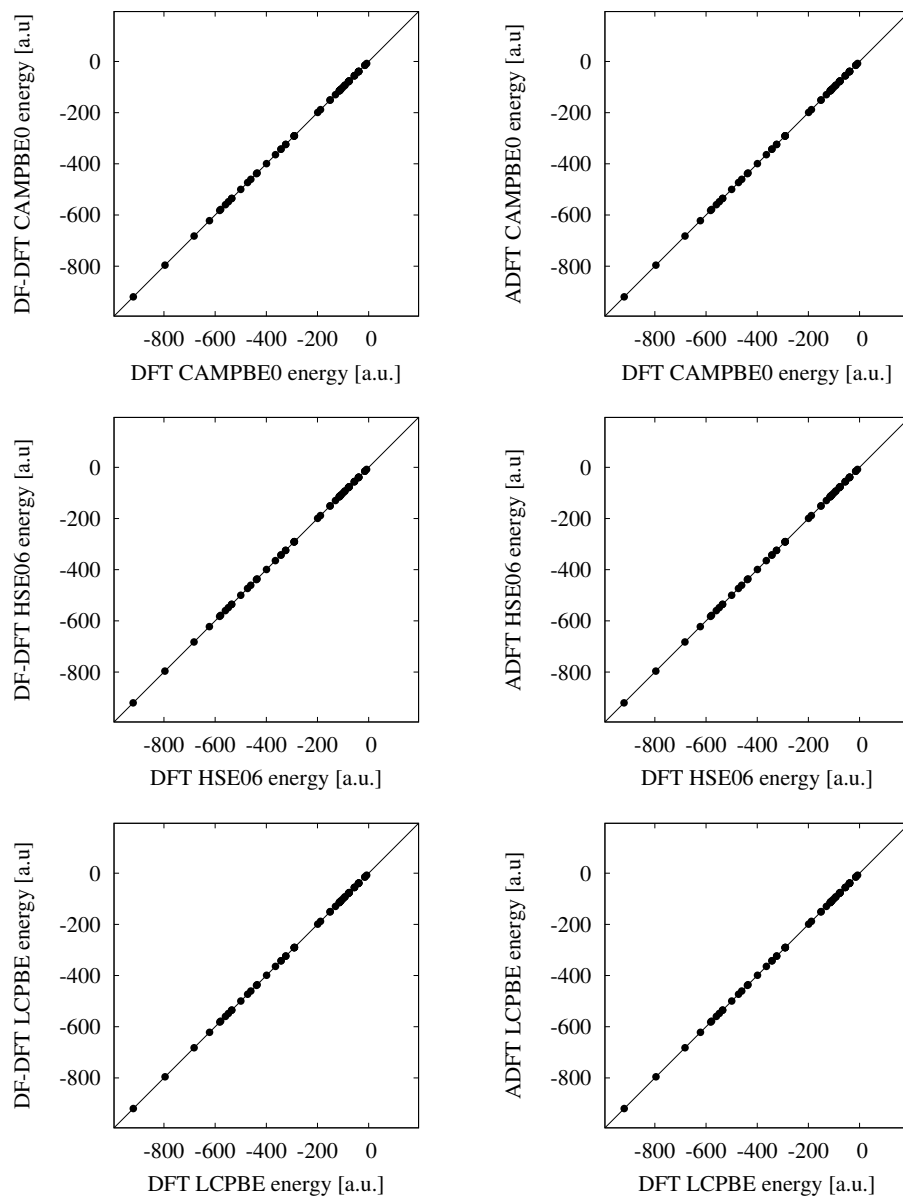 DF-DFT CAMPBE0 energy [a.u]
0
-200
-400
-600
-800
-800 -600 -400 -200 0
DFT CAMPBE0 energy [a.u.]
ADFT CAMPBE0 energy [a.u]
0
-200
-400
-600
-800
-800 -600 -400 -200 0
DFT CAMPBE0 energy [a.u.]
DF-DFT HSE06 energy [a.u]
0
-200
-400
-600
-800
-800 -600 -400 -200 0
DFT HSE06 energy [a.u.]
ADFT HSE06 energy [a.u]
0
-200
-400
-600
-800
-800 -600 -400 -200 0
DFT HSE06 energy [a.u.]
DF-DFT LCPBE energy [a.u]
0
-200
-400
-600
-800
-800 -600 -400 -200 0
DFT LCPBE energy [a.u.]
ADFT LCPBE energy [a.u]
0
-200
-400
-600
-800
-800 -600 -400 -200 0
DFT LCPBE energy [a.u.]